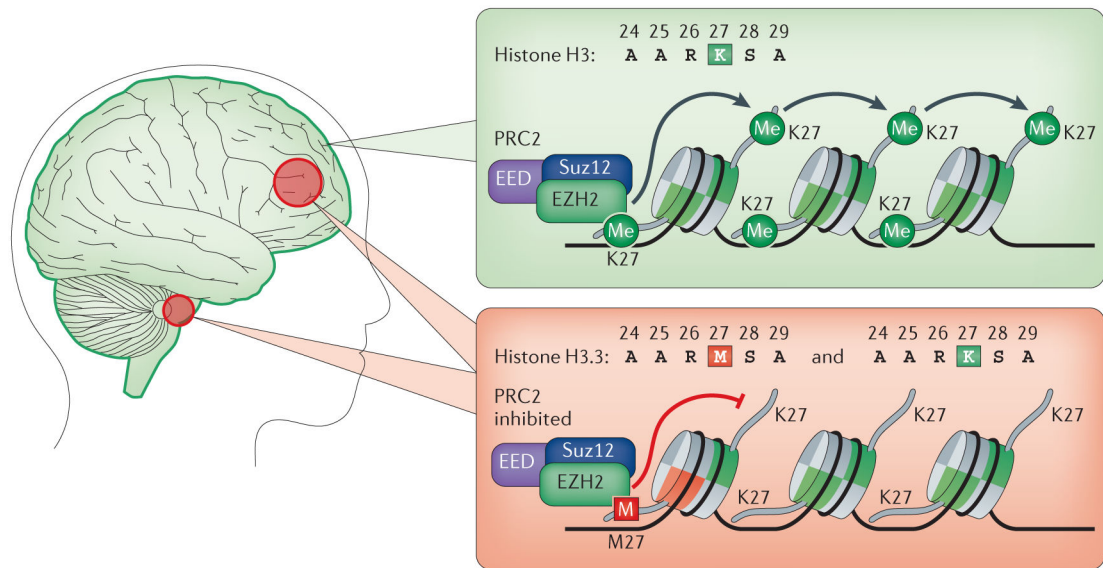 24 25 26 27 28 29
Histone H3: A A R K S A
PRC2
Me K27 Me K27 Me K27
Suz12
EED
EZH2
K27 K27
Me Me Me
K27
24 25 26 27 28 29 24 25 26 27 28 29
Histone H3.3: A A R M S A and A A R K S A
PRC2
inhibited
K27 K27 K27
Suz12
EED
EZH2
K27 K27
M
M27